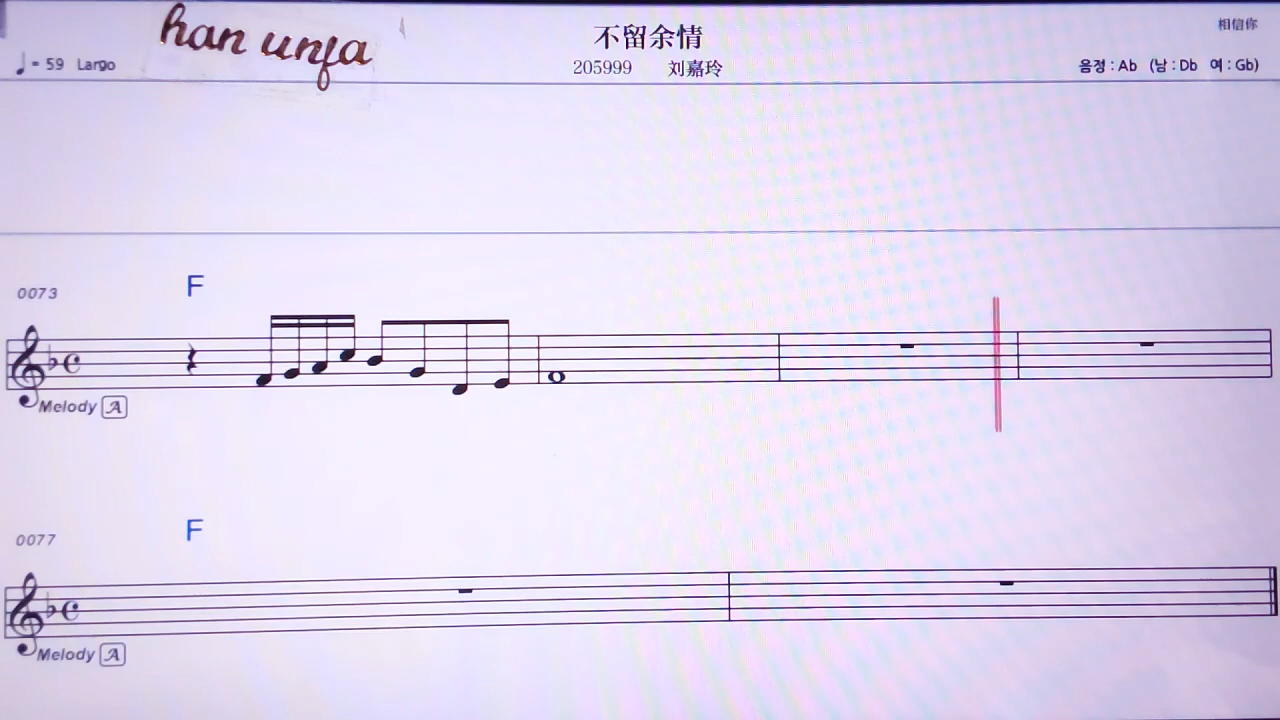 han unfa
不留余情
相信你
♩ = 59 Largo
205999 刘嘉玲
음정 : Ab (남 : Db 여 : Gb)
0073
F
Melody A
0077
F
Melody A